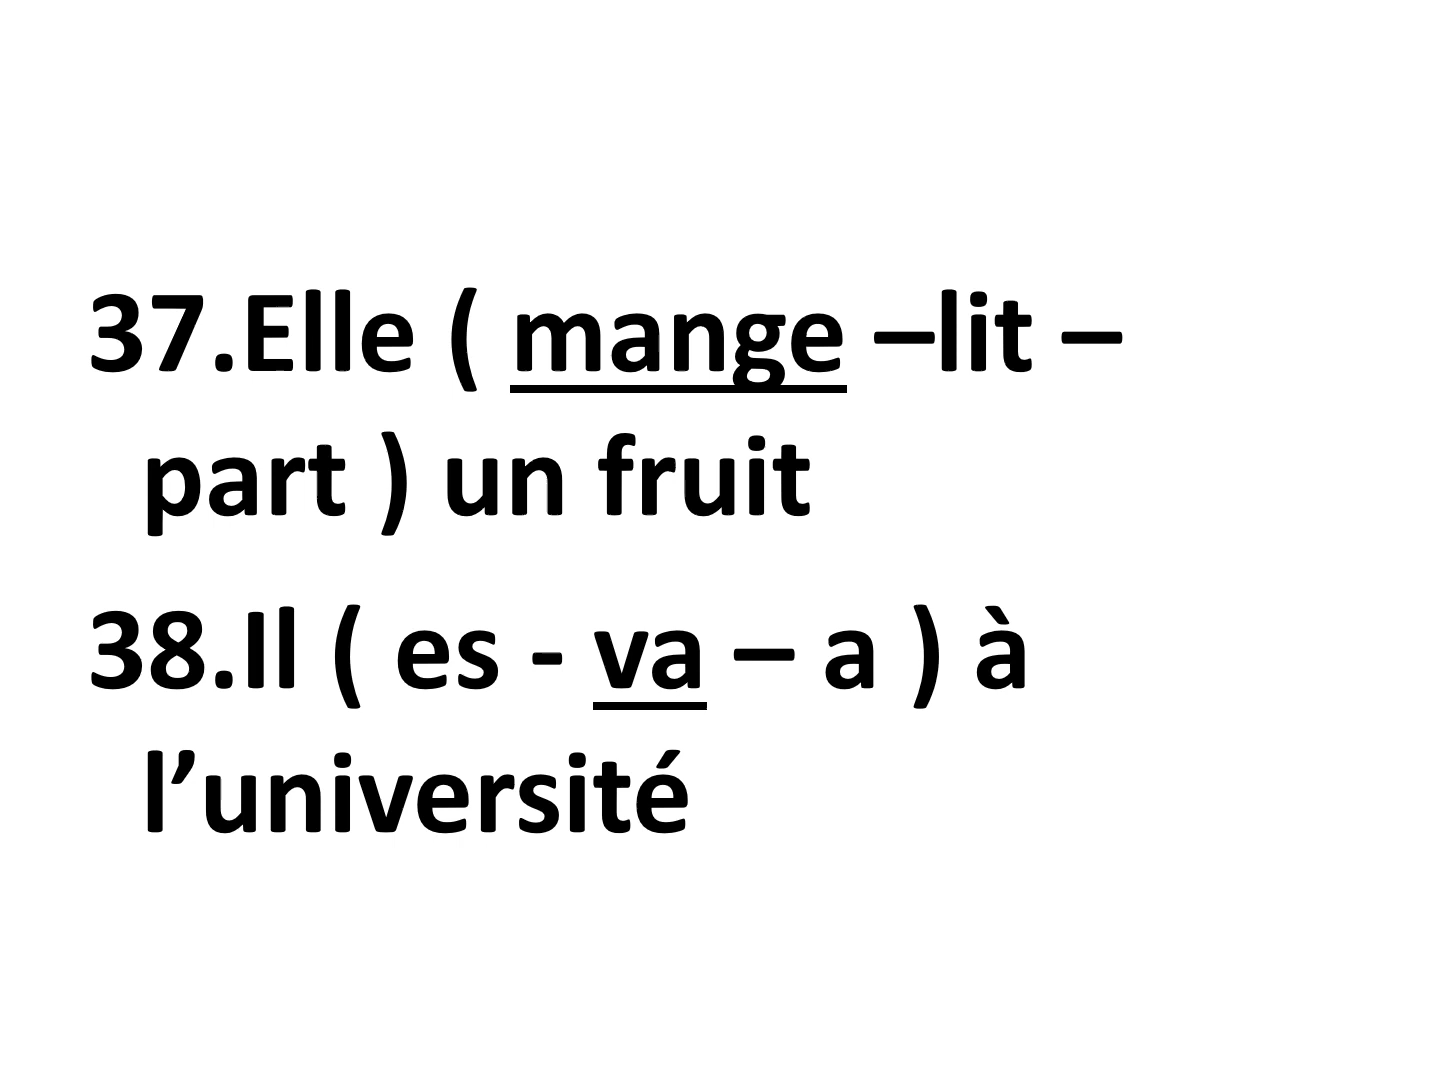 37.Elle ( mange –lit –
part ) un fruit
38.Il ( es - va – a ) à
l’université